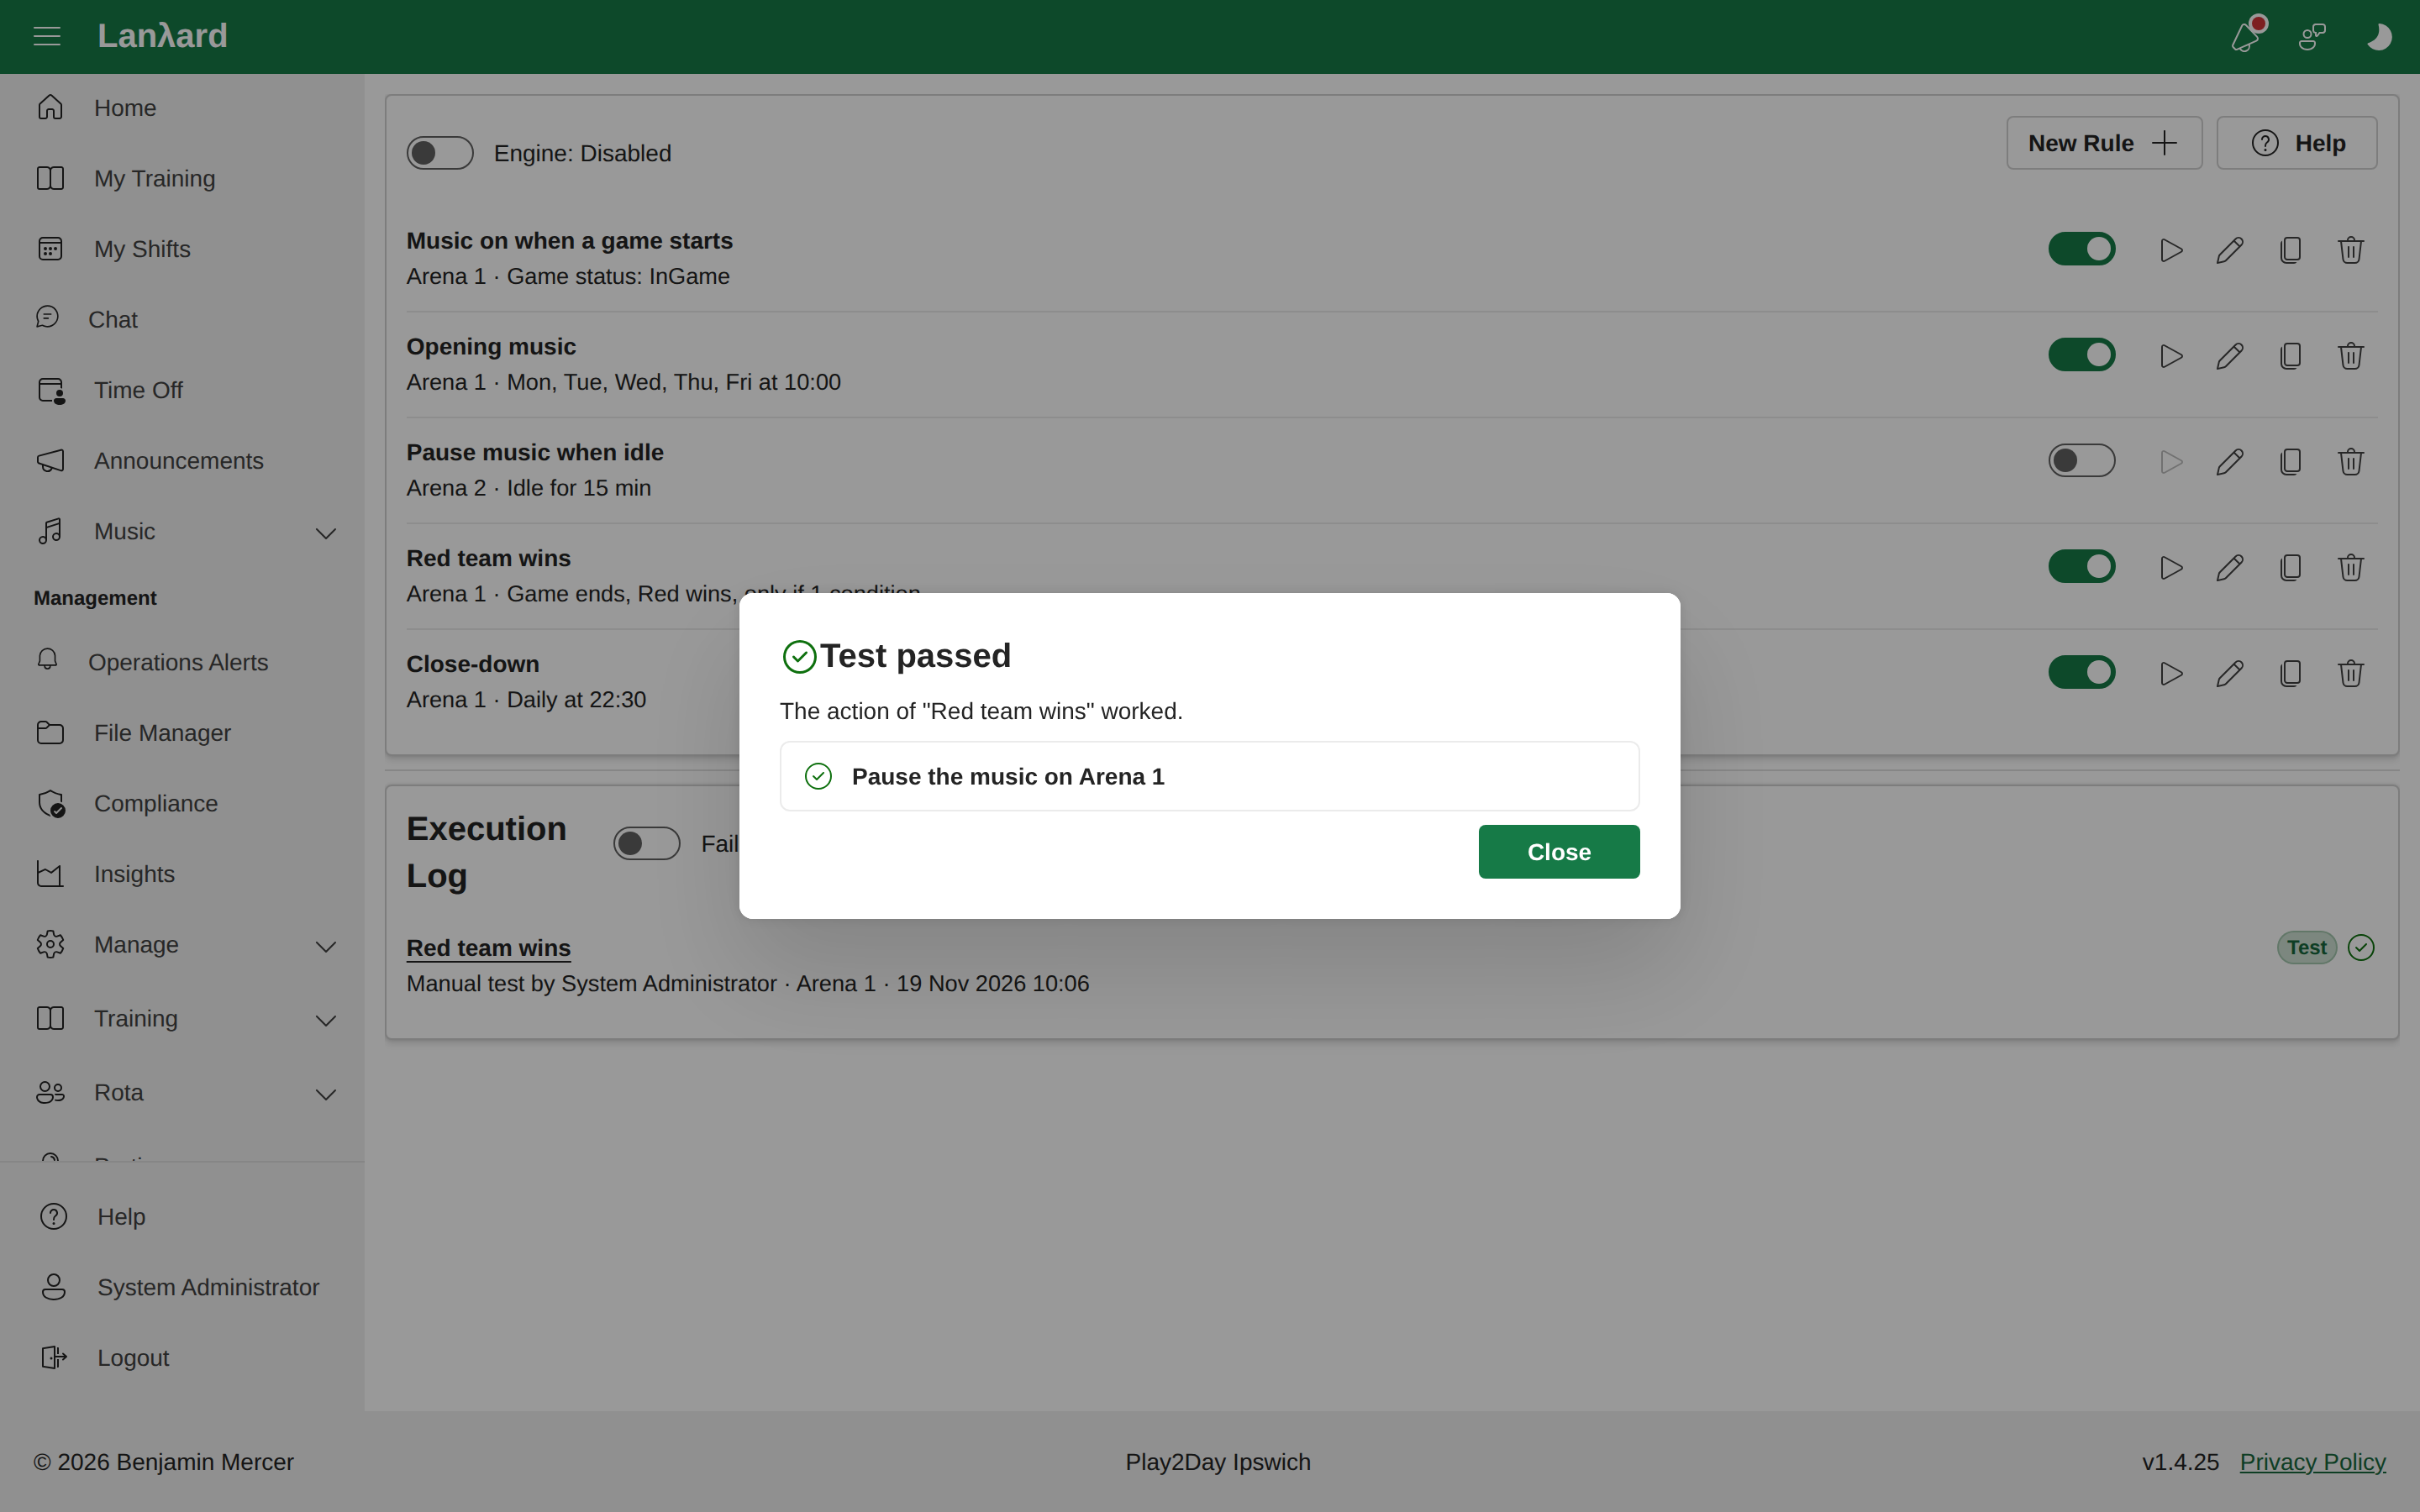 Lanλard
Home
My Training
My Shifts
Chat
Time Off
Announcements
Music
Management
Operations Alerts
File Manager
Compliance
Insights
Manage
Training
Rota
Help
System Administrator
Logout
Engine: Disabled
New Rule
Help
Music on when a game starts
Arena 1 · Game status: InGame
Opening music
Arena 1 · Mon, Tue, Wed, Thu, Fri at 10:00
Pause music when idle
Arena 2 · Idle for 15 min
Red team wins
Arena 1 · Game ends, Red wins, only if 1 condition
Close-down
Arena 1 · Daily at 22:30
Test passed
The action of "Red team wins" worked.
Pause the music on Arena 1
Close
Execution
Log
Fail
Red team wins
Manual test by System Administrator · Arena 1 · 19 Nov 2026 10:06
Test
© 2026 Benjamin Mercer
Play2Day Ipswich
v1.4.25
Privacy Policy